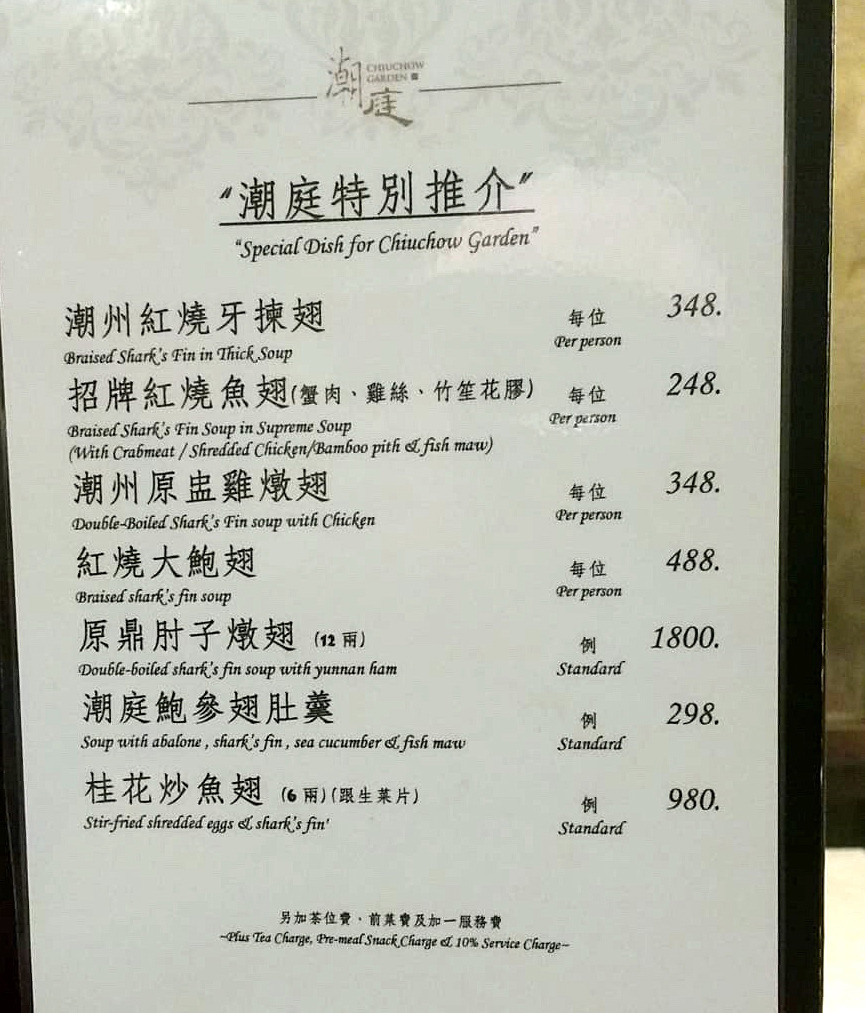 潮庭
CHIUCHOW
GARDEN
"潮庭特別推介"
"Special Dish for Chiuchow Garden"
潮州紅燒牙揀翅 每位 348.
Braised Shark's Fin in Thick Soup Per person
招牌紅燒魚翅(蟹肉、雞絲、竹笙花膠) 每位 248.
Braised Shark's Fin Soup in Supreme Soup Per person
(With Crabmeat / Shredded Chicken/Bamboo pith & fish maw)
潮州原盅雞燉翅 每位 348.
Double-Boiled Shark's Fin soup with Chicken Per person
紅燒大鮑翅 每位 488.
Braised shark's fin soup Per person
原鼎肘子燉翅 (12 兩) 例 1800.
Double-boiled shark's fin soup with yunnan ham Standard
潮庭鮑參翅肚羹 例 298.
Soup with abalone , shark's fin , sea cucumber & fish maw Standard
桂花炒魚翅 (6 兩)(跟生菜片) 例 980.
Stir-fried shredded eggs & shark's fin' Standard
另加茶位費、前菜費及加一服務費
~Plus Tea Charge, Pre-meal Snack Charge & 10% Service Charge~